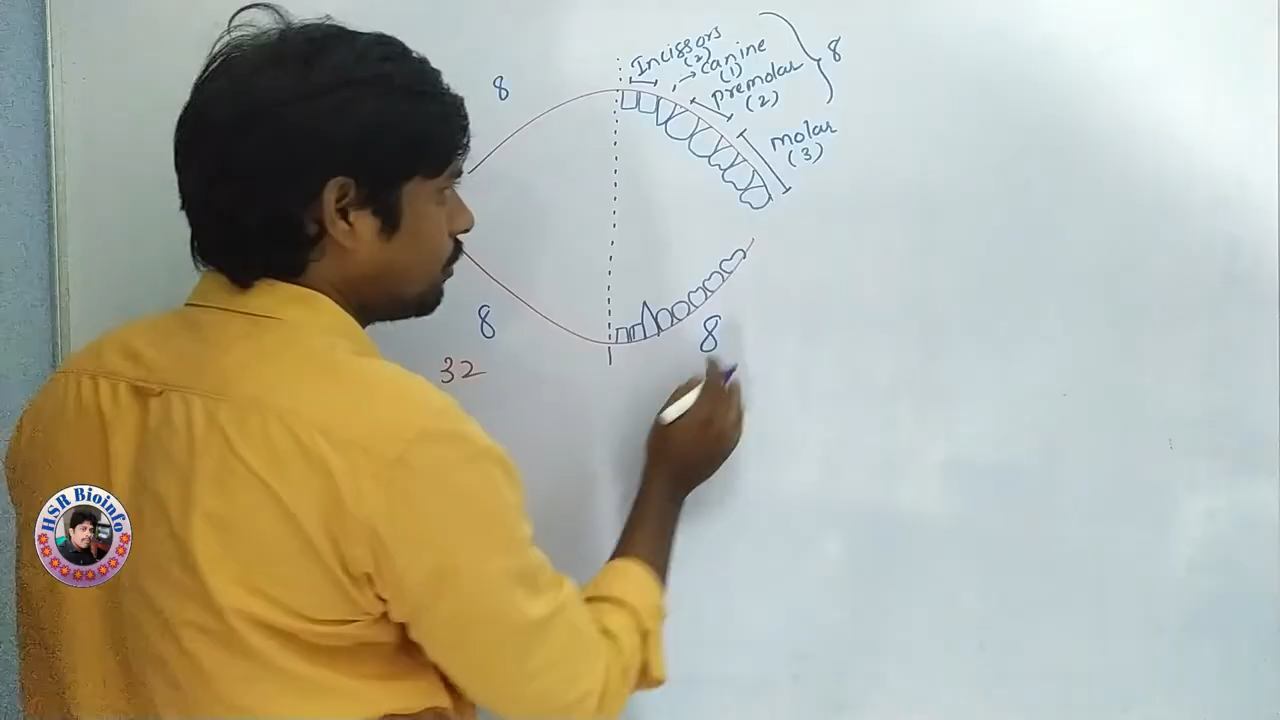 8
Incissors
(2)
→ canine
(1)
premolar
(2)
8
molar
(3)
8
8
32
HSR Bioinfo